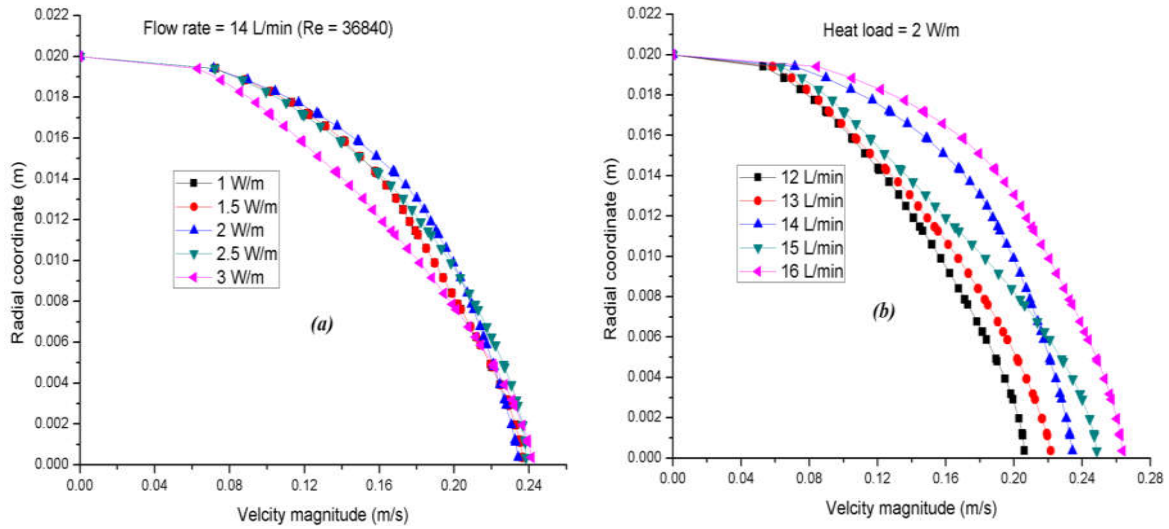 Flow rate = 14 L/min (Re = 36840)
Radial coordinate (m)
0.022
0.020
0.018
0.016
0.014
0.012
0.010
0.008
0.006
0.004
0.002
0.000
1 W/m
1.5 W/m
2 W/m
2.5 W/m
3 W/m
(a)
0.00 0.04 0.08 0.12 0.16 0.20 0.24
Velcity magnitude (m/s)
Heat load = 2 W/m
Radial coordinate (m)
0.022
0.020
0.018
0.016
0.014
0.012
0.010
0.008
0.006
0.004
0.002
0.000
12 L/min
13 L/min
14 L/min
15 L/min
16 L/min
(b)
0.00 0.04 0.08 0.12 0.16 0.20 0.24 0.28
Velcity magnitude (m/s)